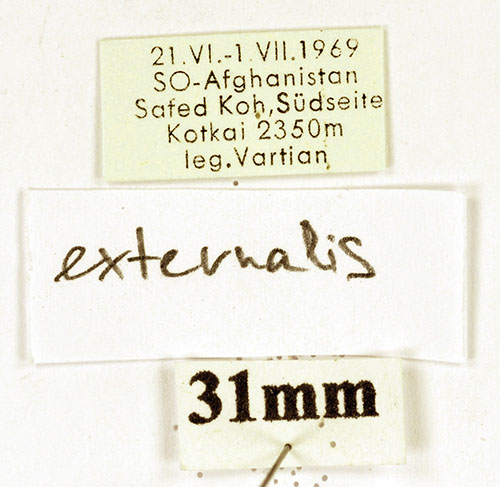 21.VI.-1.VII.1969
SO-Afghanistan
Safed Koh,Südseite
Kotkai 2350m
leg.Vartian
externalis
31mm